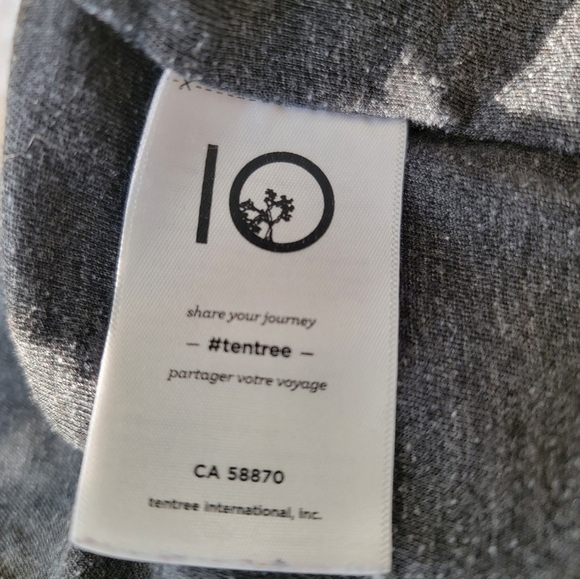 10
share your journey
— #tentree —
partager votre voyage
CA 58870
tentree international, inc.